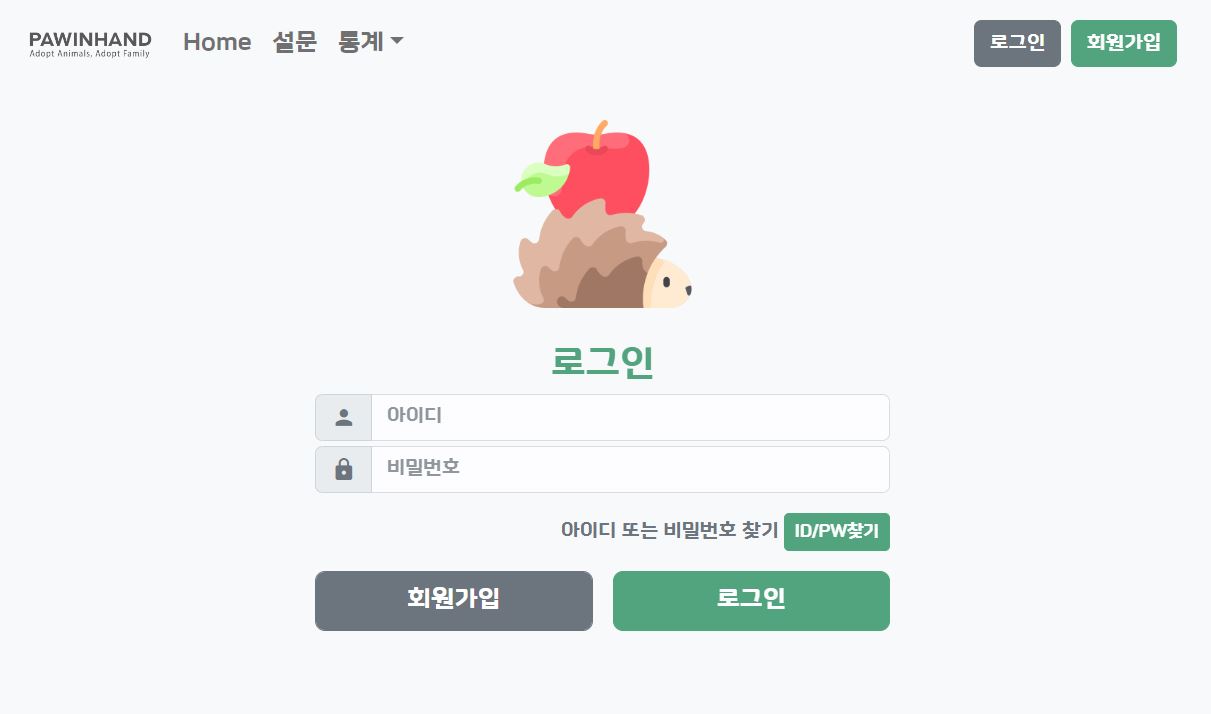 PAWINHAND Home 설문 통계 로그인 회원가입
Adopt Animals, Adopt Family
로그인
아이디
비밀번호
아이디 또는 비밀번호 찾기 ID/PW찾기
회원가입 로그인